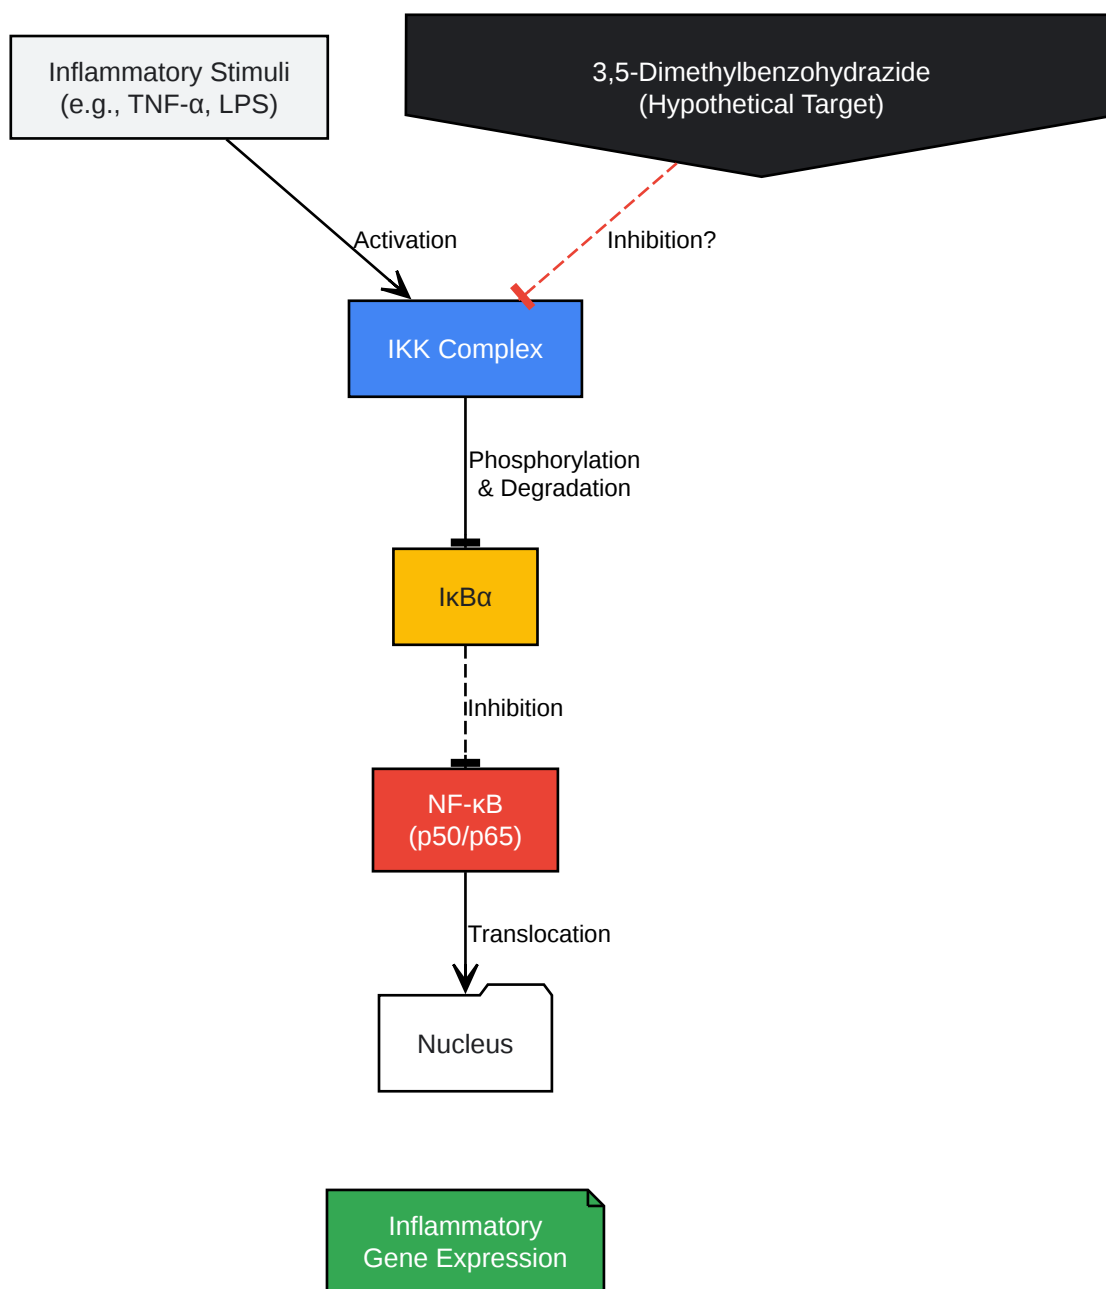 Inflammatory Stimuli
(e.g., TNF-α, LPS)
3,5-Dimethylbenzohydrazide
(Hypothetical Target)
Activation
Inhibition?
IKK Complex
Phosphorylation
& Degradation
IκBα
Inhibition
NF-κB
(p50/p65)
Translocation
Nucleus
Inflammatory
Gene Expression